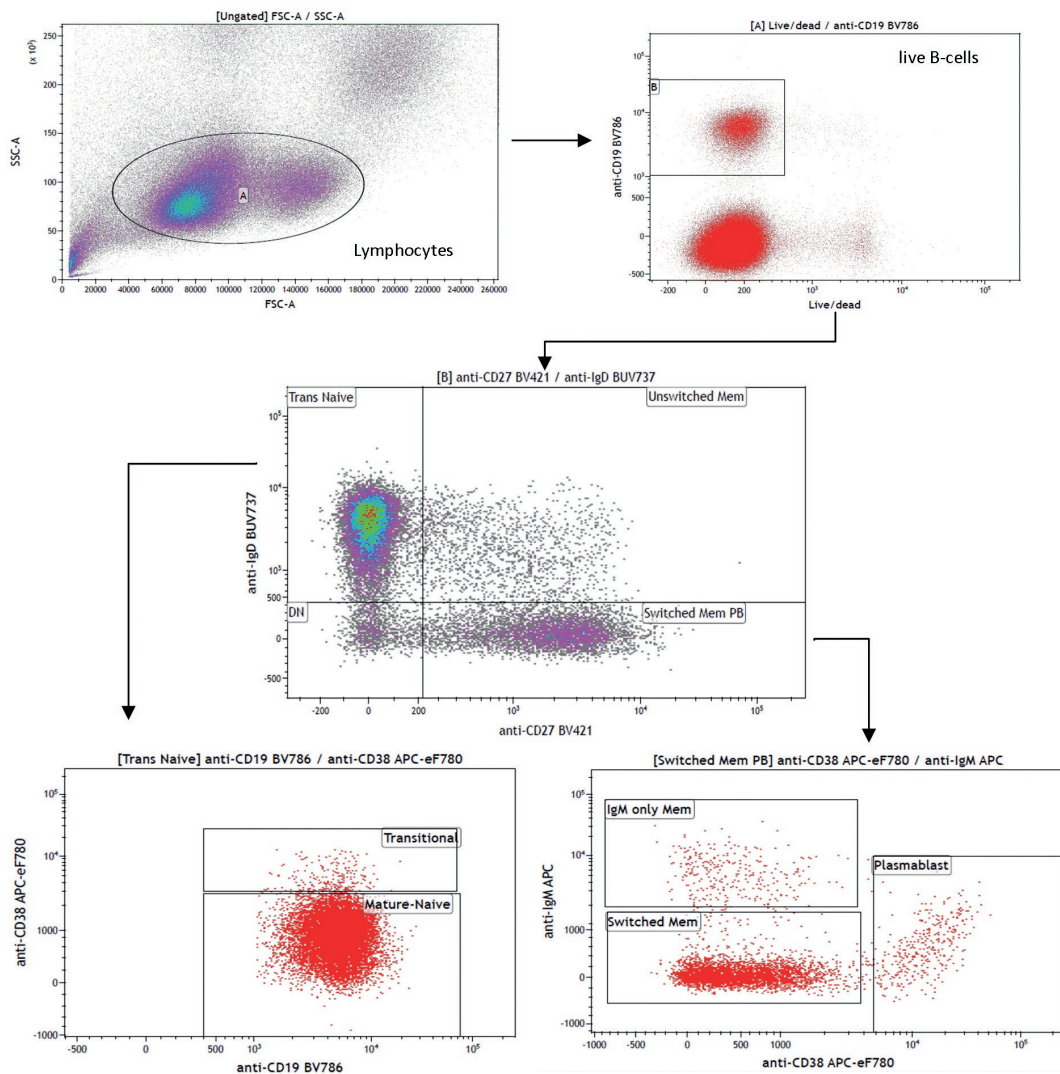 [Ungated] FSC-A / SSC-A
(x 10³)
250
200
150
100
50
0
SSC-A
A
Lymphocytes
0 20000 40000 60000 80000 100000 120000 140000 160000 180000 200000 220000 240000 260000
FSC-A
[A] Live/dead / anti-CD19 BV786
live B-cells
B
10⁵
10⁴
10³
500
0
-500
anti-CD19 BV786
-200 0 200 10³ 10⁴ 10⁵
Live/dead
[B] anti-CD27 BV421 / anti-IgD BUV737
Trans Naive
Unswitched Mem
10⁵
10⁴
10³
500
0
-500
anti-IgD BUV737
DN
Switched Mem PB
-200 0 200 10³ 10⁴ 10⁵
anti-CD27 BV421
[Trans Naive] anti-CD19 BV786 / anti-CD38 APC-eF780
10⁵
10⁴
1000
0
-1000
anti-CD38 APC-eF780
Transitional
Mature-Naive
-500 0 500 10³ 10⁴ 10⁵
anti-CD19 BV786
[Switched Mem PB] anti-CD38 APC-eF780 / anti-IgM APC
10⁵
10⁴
1000
0
-1000
anti-IgM APC
IgM only Mem
Plasmablast
Switched Mem
-1000 -500 0 500 1000 10⁴ 10⁵
anti-CD38 APC-eF780